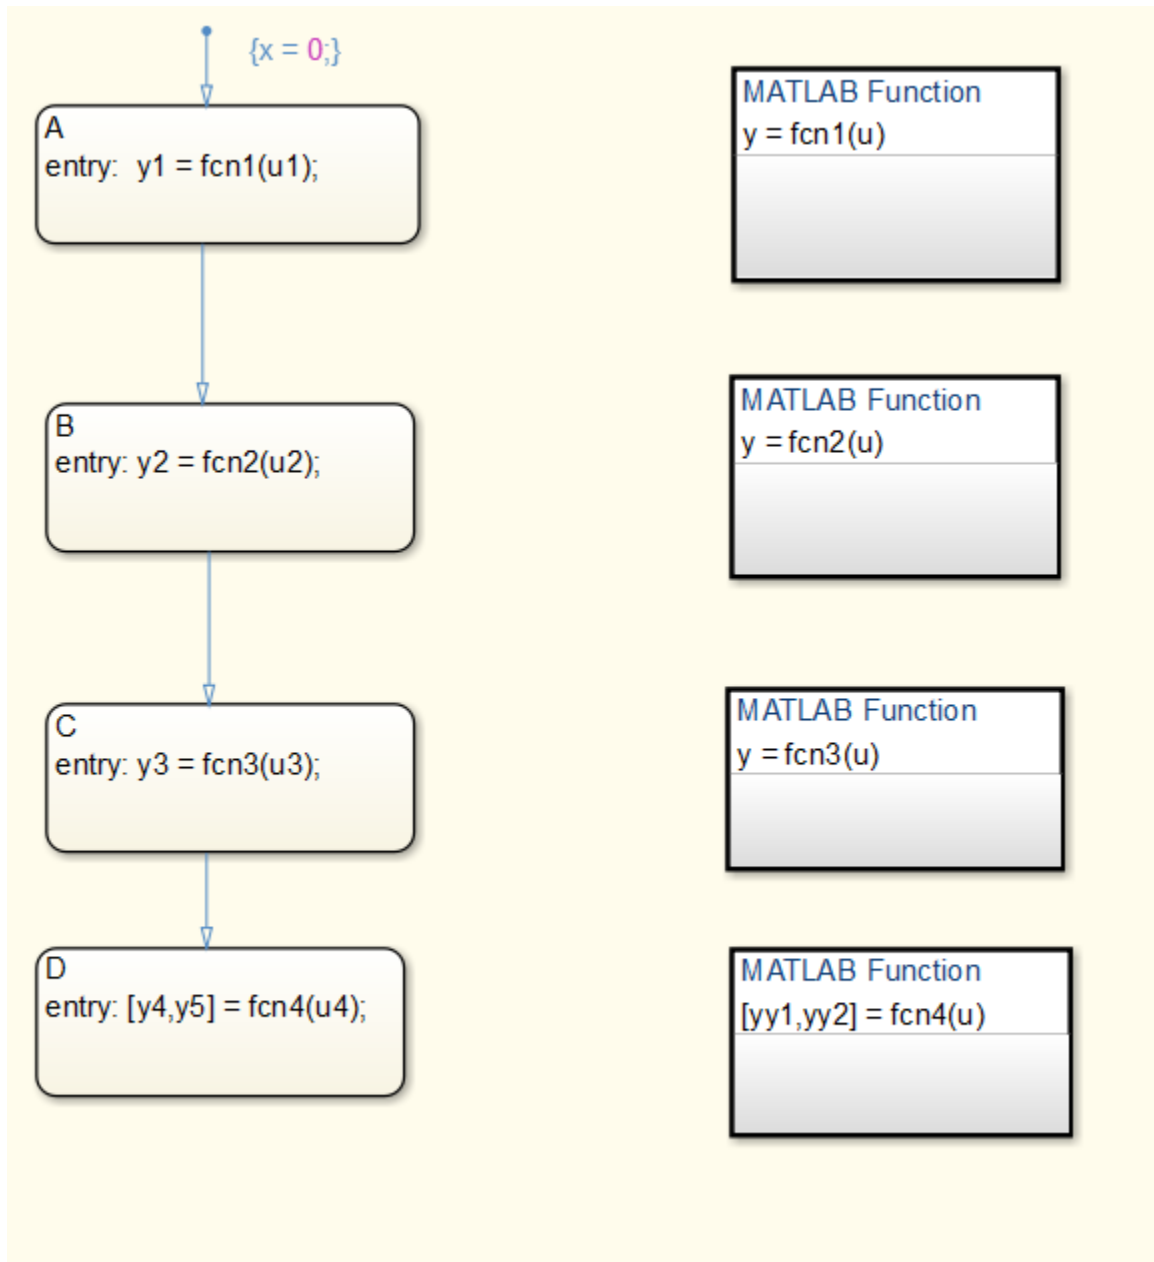 {x = 0;}
A
entry:  y1 = fcn1(u1);
MATLAB Function
y = fcn1(u)
B
entry: y2 = fcn2(u2);
MATLAB Function
y = fcn2(u)
C
entry: y3 = fcn3(u3);
MATLAB Function
y = fcn3(u)
D
entry: [y4,y5] = fcn4(u4);
MATLAB Function
[yy1,yy2] = fcn4(u)